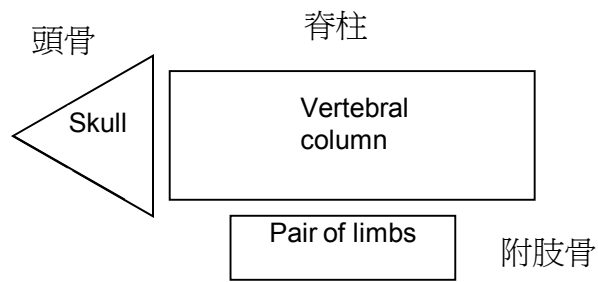 頭骨
脊柱
Skull
Vertebral
column
Pair of limbs
附肢骨